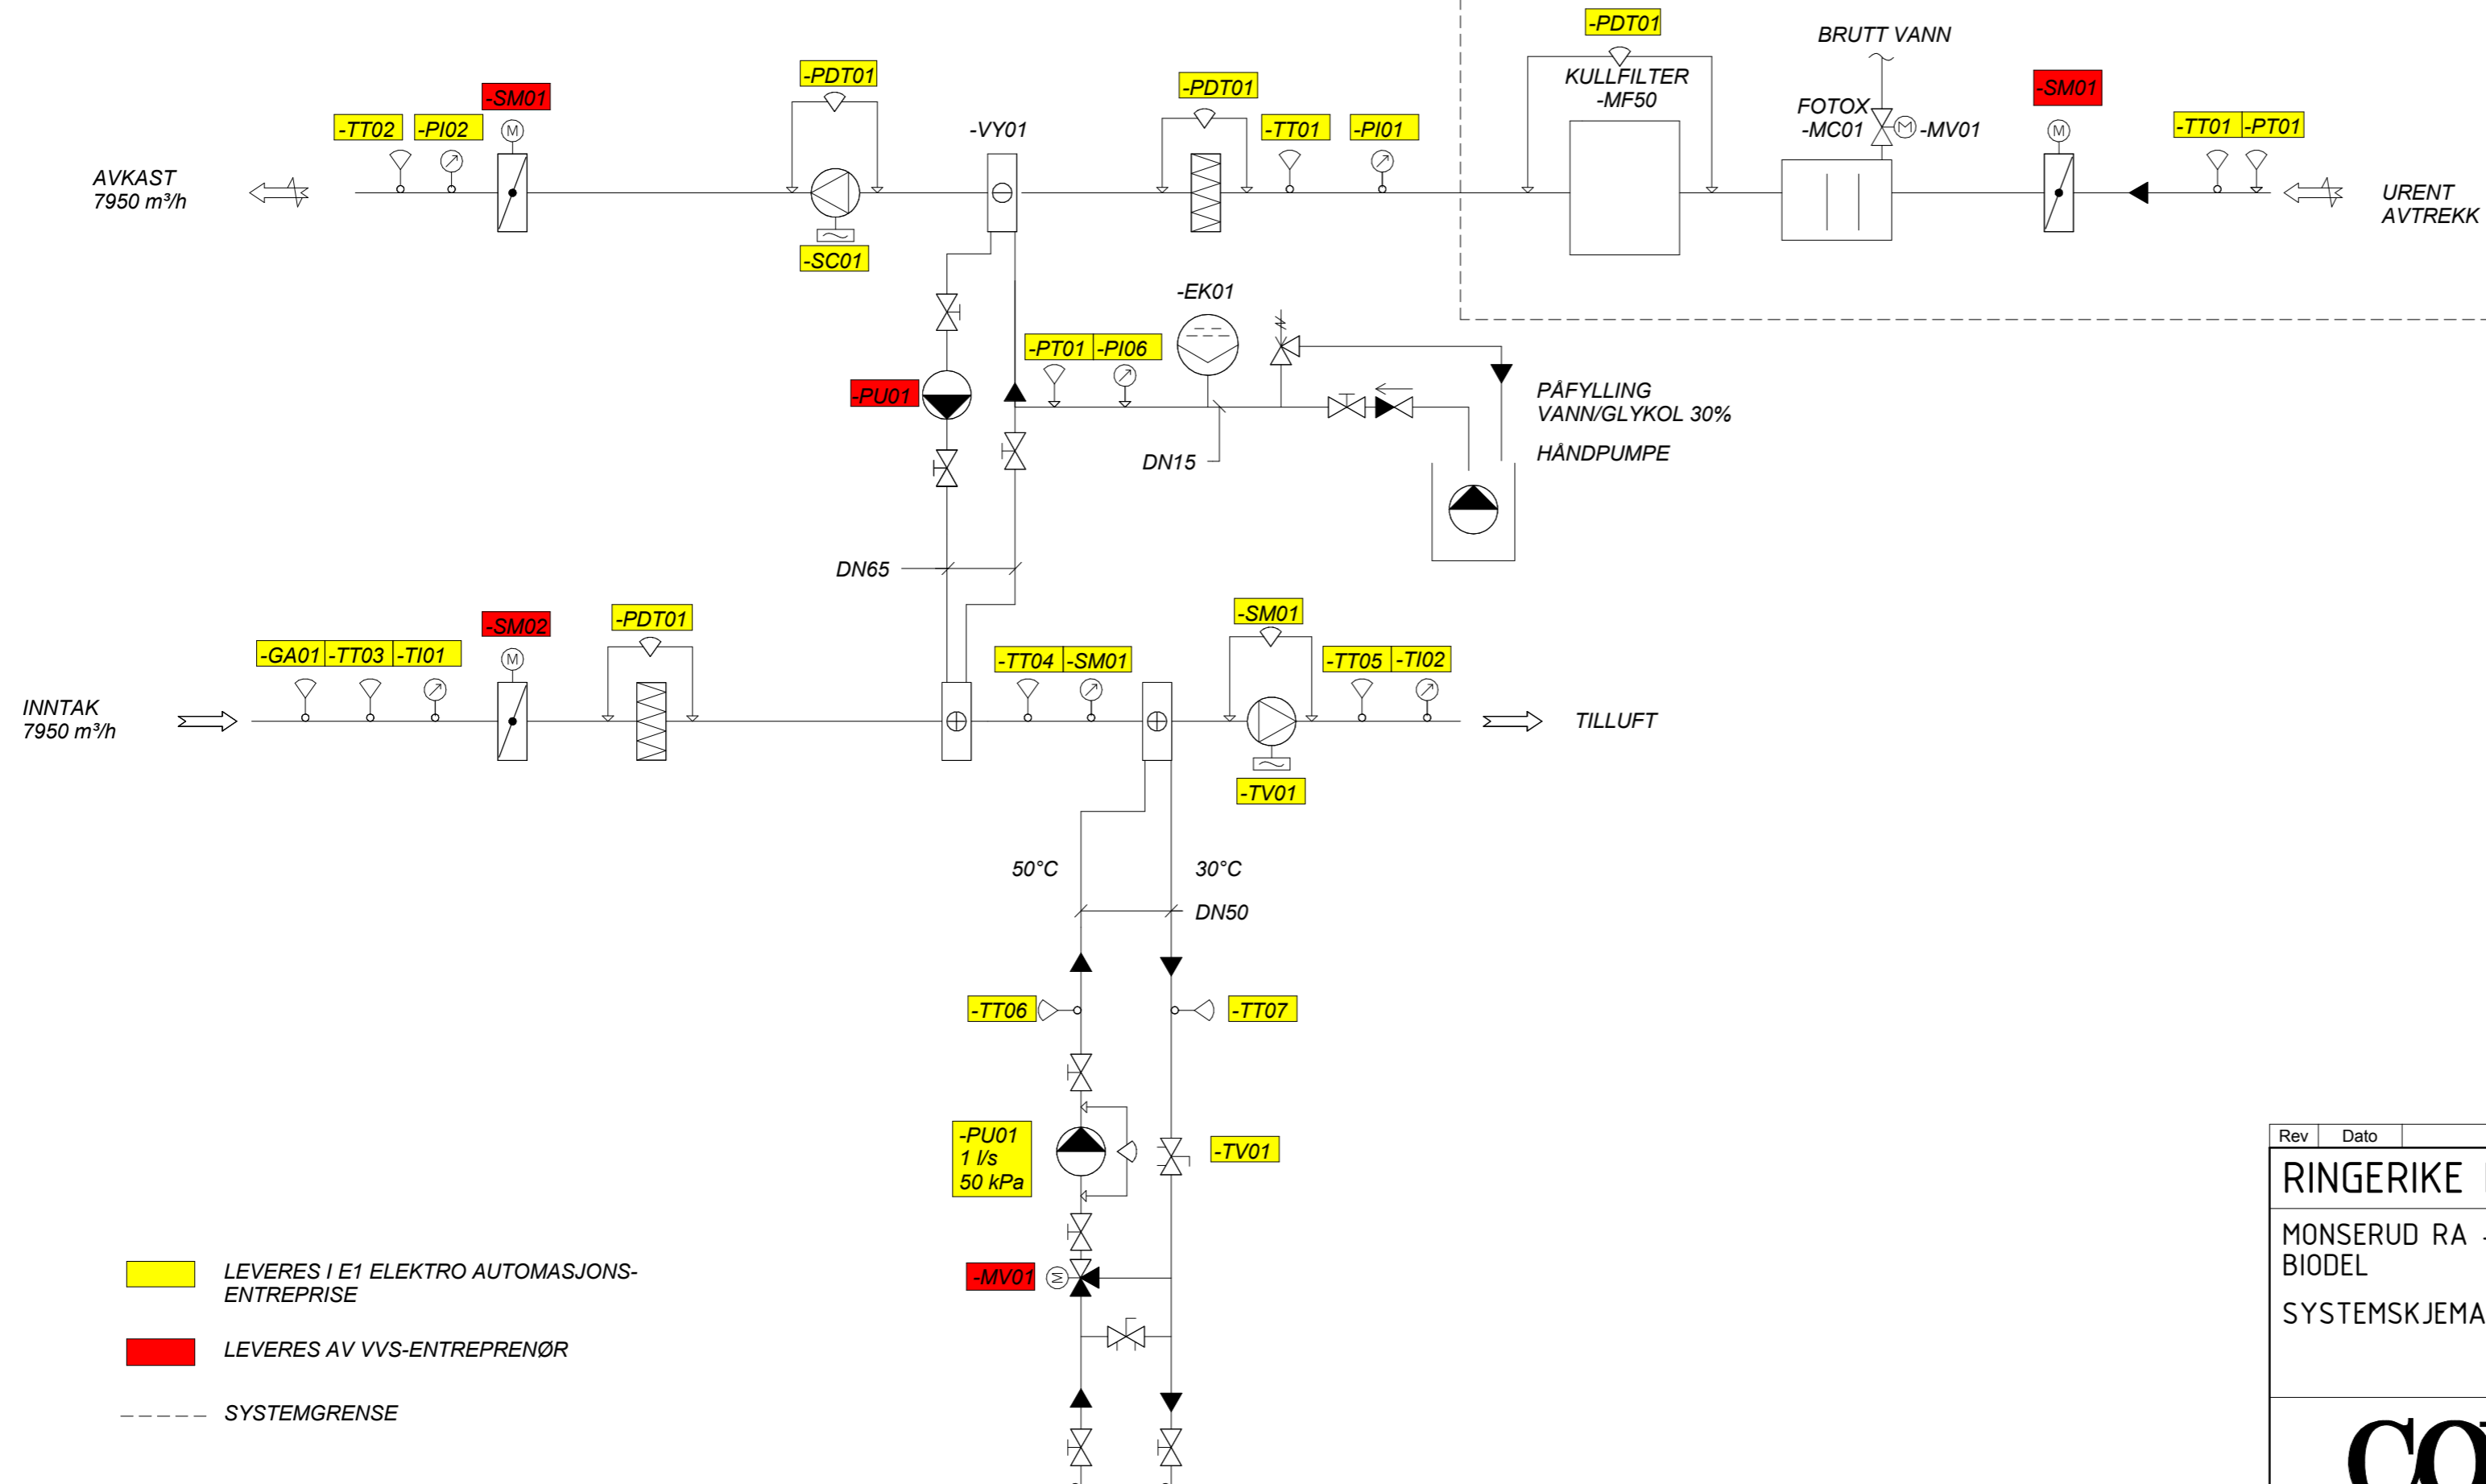 -PDT01
BRUTT VANN
-PDT01
KULLFILTER
-MF50
-SM01
-PDT01
-SM01
FOTOX
-MC01
M
-MV01
-TT02
-PI02
M
-VY01
-TT01
-PI01
M
-TT01
-PT01
AVKAST
7950 m³/h
URENT
AVTREKK
-SC01
-EK01
-PT01
-PI06
-PU01
PÅFYLLING
VANN/GLYKOL 30%
HÅNDPUMPE
DN15
DN65
-SM02
-PDT01
-SM01
-GA01
-TT03
-TI01
M
-TT04
-SM01
-TT05
-TI02
INNTAK
7950 m³/h
TILLUFT
-TV01
50°C
30°C
DN50
-TT06
-TT07
-PU01
1 l/s
50 kPa
-TV01
-MV01
M
LEVERES I E1 ELEKTRO AUTOMASJONS-
ENTREPRISE
LEVERES AV VVS-ENTREPRENØR
SYSTEMGRENSE
Rev
Dato
RINGERIKE
MONSERUD RA
BIODEL
SYSTEMSKJEMA